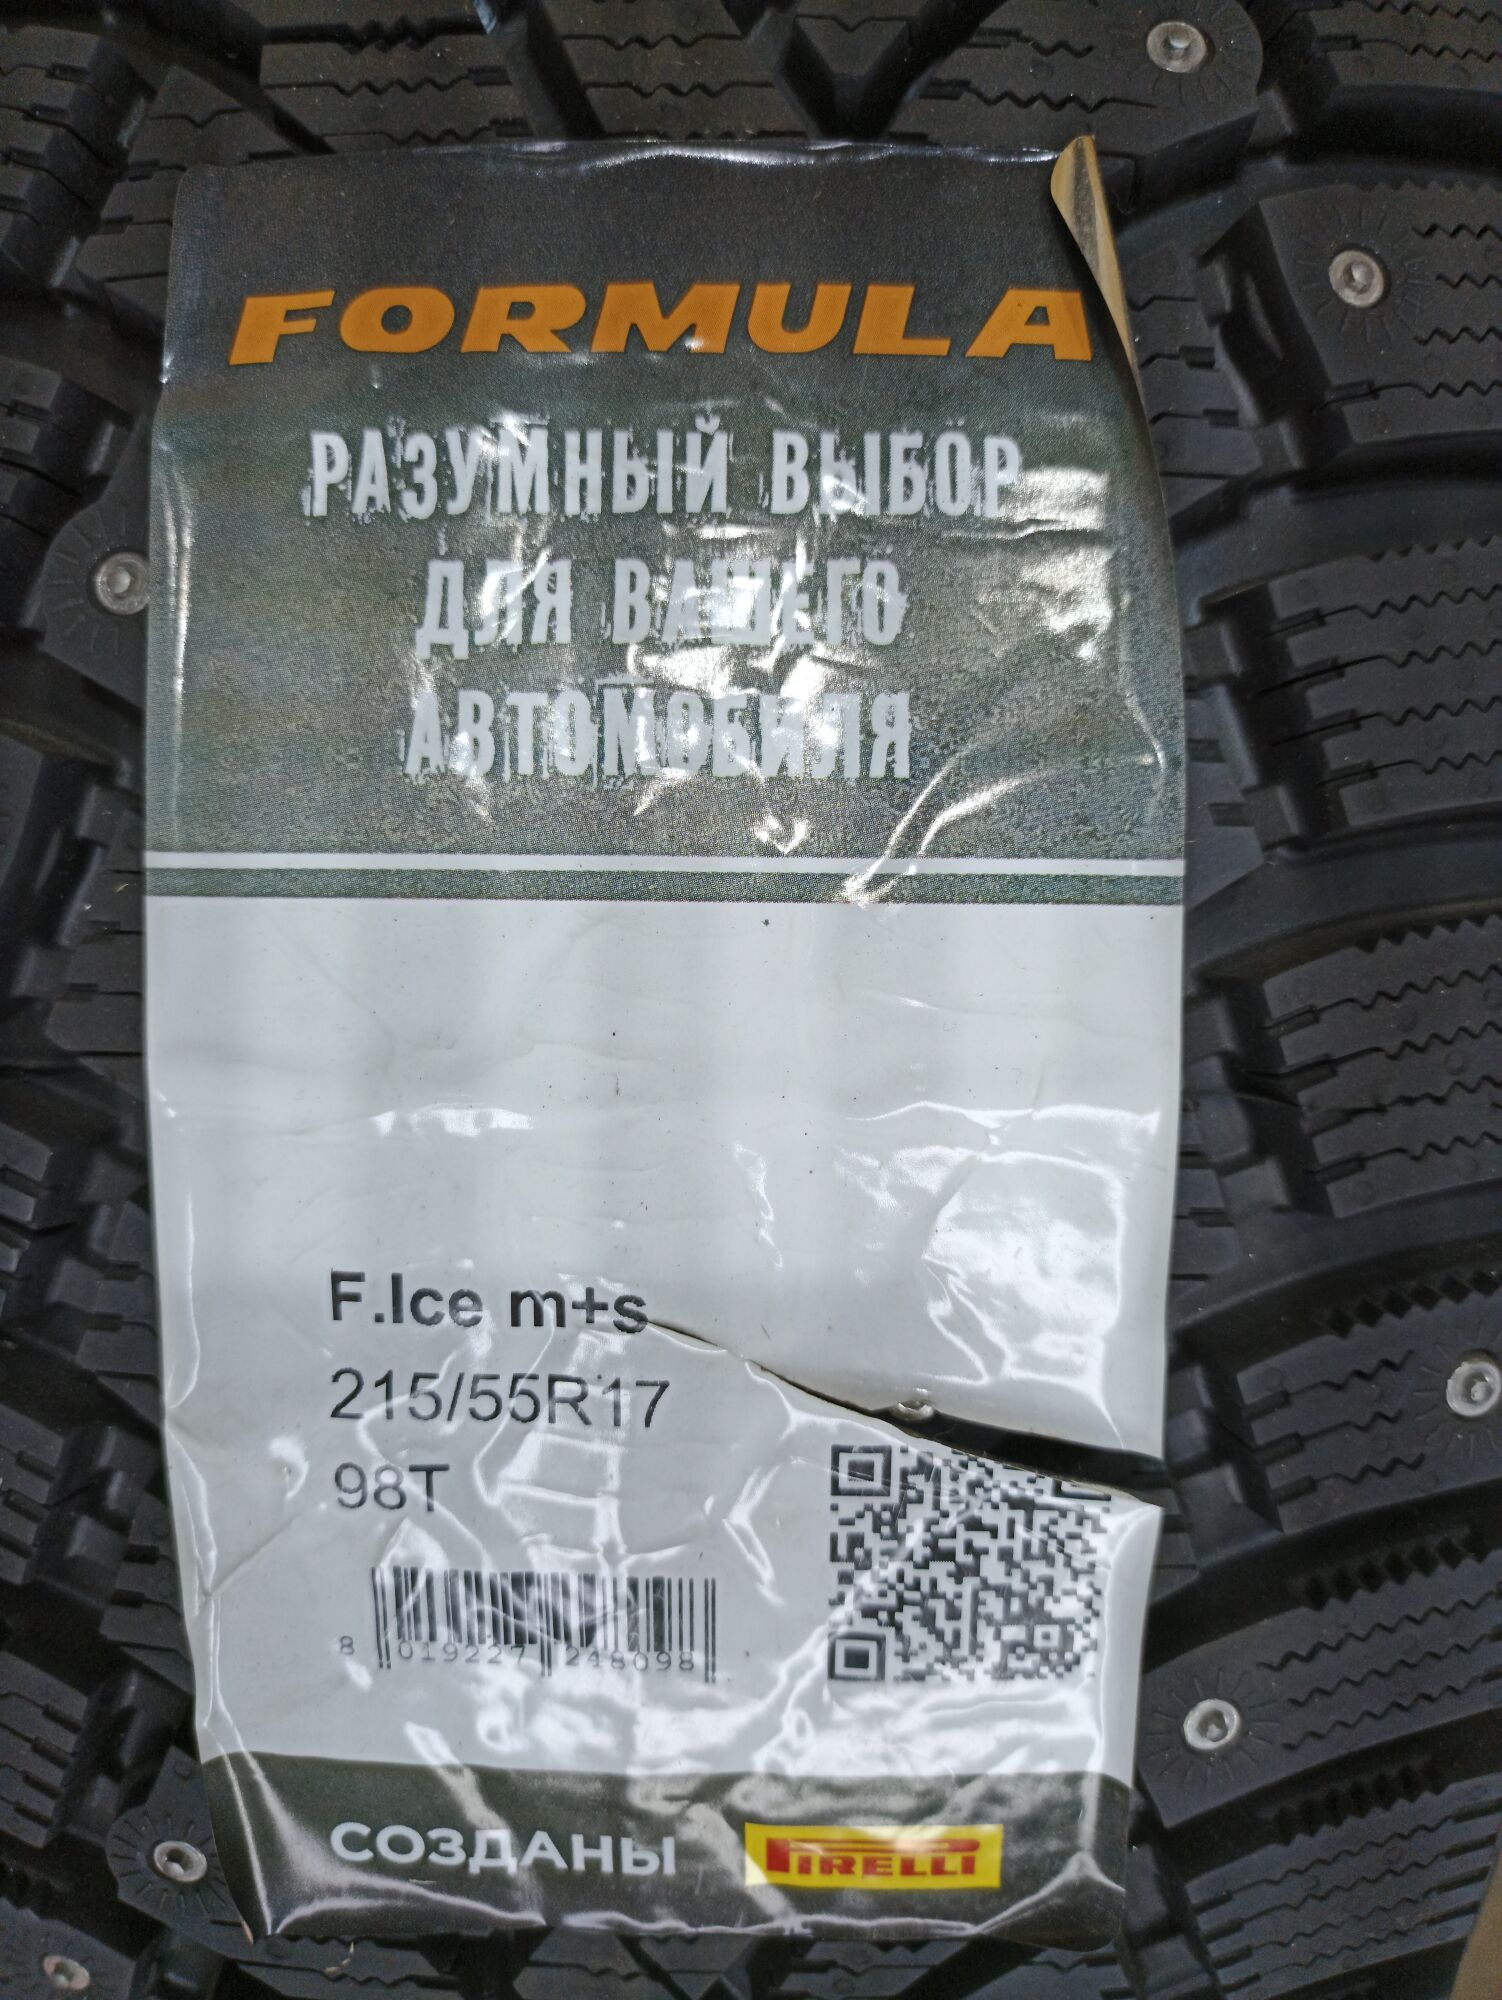 FORMULA
РАЗУМНЫЙ ВЫБОР
ДЛЯ ВАШЕГО
АВТОМОБИЛЯ
F.Ice m+s
215/55R17
98T
8 019227 248098
СОЗДАНЫ PIRELLI